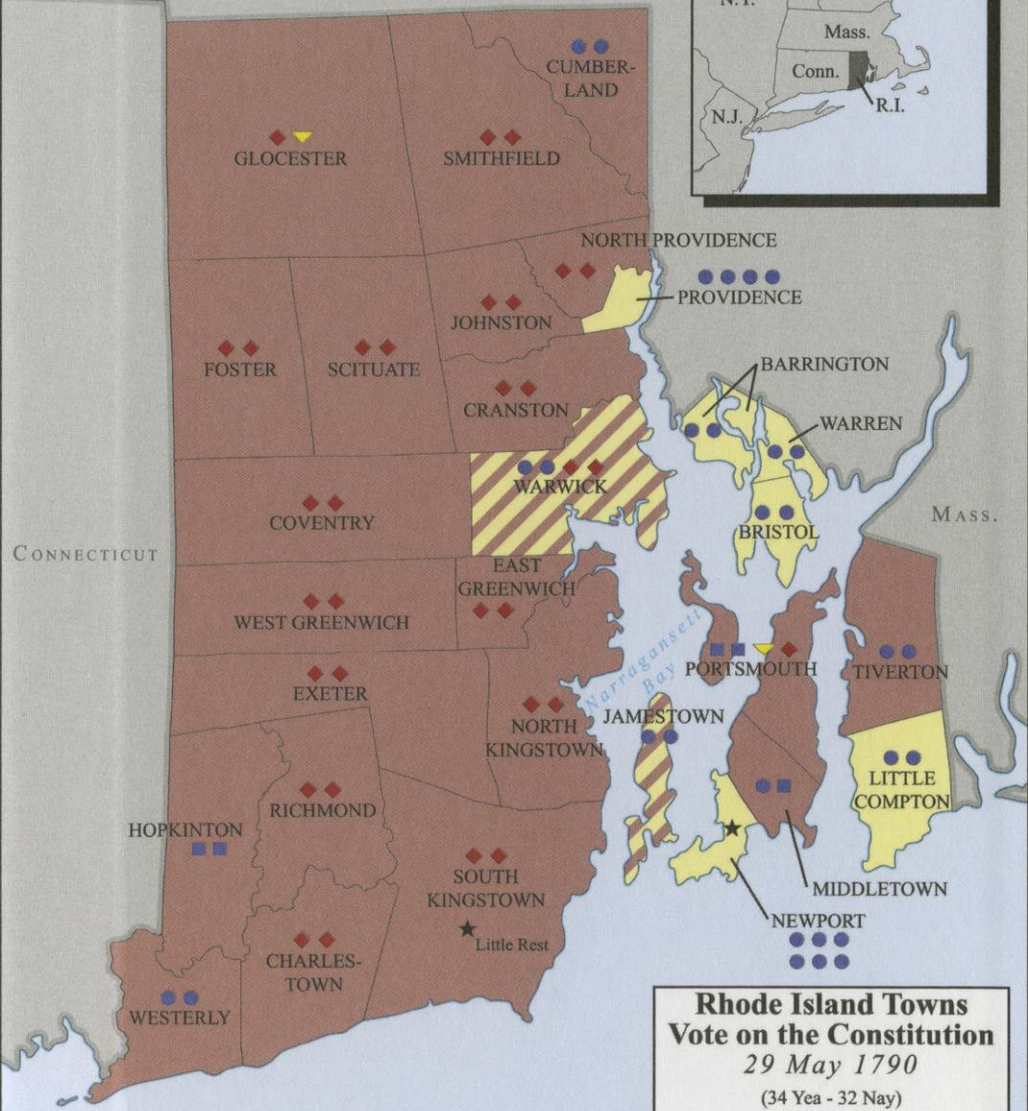 N.Y.
Mass.
Conn.
R.I.
N.J.
CUMBER-
LAND
GLOCESTER
SMITHFIELD
NORTH PROVIDENCE
PROVIDENCE
JOHNSTON
FOSTER
SCITUATE
BARRINGTON
CRANSTON
WARREN
WARWICK
COVENTRY
BRISTOL
MASS.
CONNECTICUT
EAST
GREENWICH
WEST GREENWICH
Narragansett
Bay
PORTSMOUTH
TIVERTON
EXETER
JAMESTOWN
NORTH
KINGSTOWN
LITTLE
COMPTON
RICHMOND
HOPKINTON
SOUTH
KINGSTOWN
MIDDLETOWN
NEWPORT
Little Rest
CHARLES-
TOWN
WESTERLY
Rhode Island Towns
Vote on the Constitution
29 May 1790
(34 Yea - 32 Nay)